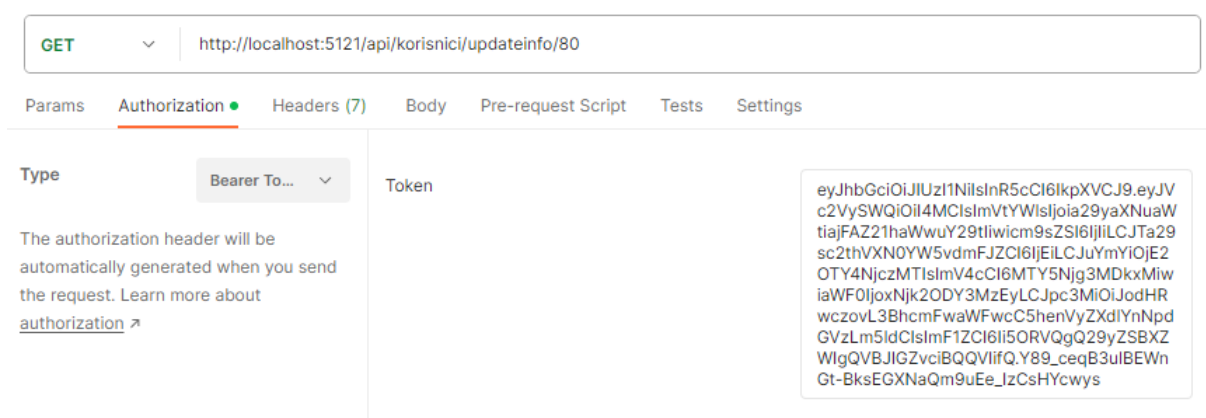 GET http://localhost:5121/api/korisnici/updateinfo/80
Params Authorization Headers (7) Body Pre-request Script Tests Settings
Type Bearer To...
The authorization header will be
automatically generated when you send
the request. Learn more about
authorization ↗
Token
eyJhbGciOiJIUzI1NiIsInR5cCI6IkpXVCJ9.eyJV
c2VySWQiOiI4MCIsImVtYWlsIjoia29yaXNuaW
tiajFAZ21haWwuY29tIiwicm9sZSI6IjIiLCJTa29
sc2thVXN0YW5vdmFJZCI6IjEiLCJuYmYiOjE2
OTY4NjczMTIsImV4cCI6MTY5Njg3MDkxMiw
iaWF0IjoxNjk2ODY3MzEyLCJpc3MiOiJodHR
wczovL3BhcmFwaWFwcC5henVyZXdlYnNpd
GVzLm5ldCIsImF1ZCI6Ii5ORVQgQ29yZSBXZ
WIgQVBJIGZvciBQQVIifQ.Y89_ceqB3uIBEWn
Gt-BksEGXNaQm9uEe_IzCsHYcwys